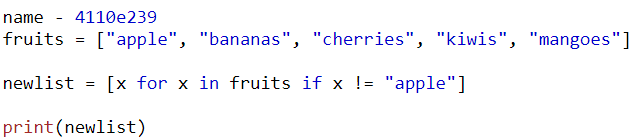 name - 4110e239
fruits = ["apple", "bananas", "cherries", "kiwis", "mangoes"]
newlist = [x for x in fruits if x != "apple"]
print(newlist)